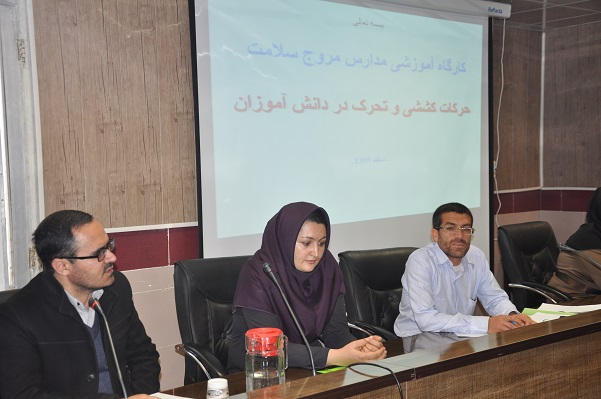 بسمه تعالی
کارگاه آموزشی مدارس مروج سلامت
حرکات کششی و تحرک در دانش آموزان